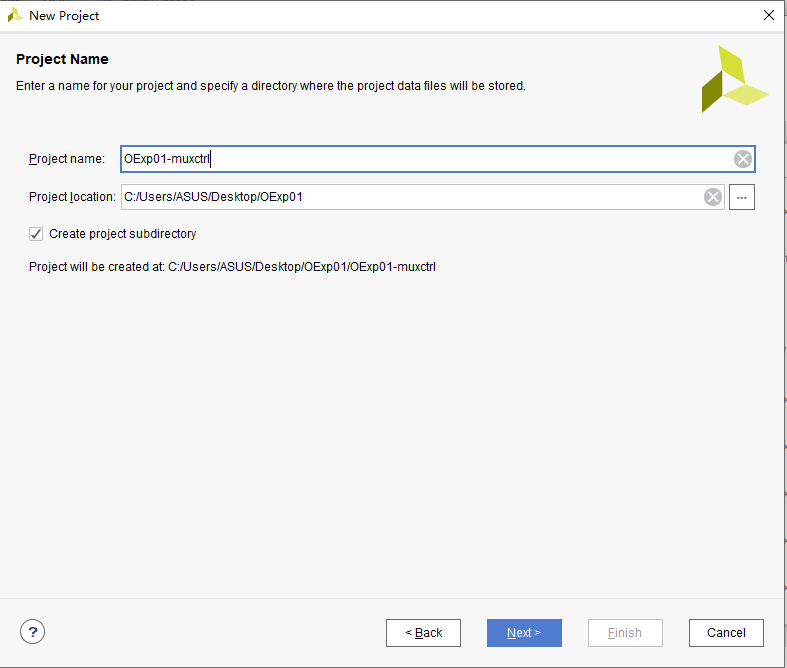 New Project
Project Name
Enter a name for your project and specify a directory where the project data files will be stored.
Project name: OExp01-muxctrl
Project location: C:/Users/ASUS/Desktop/OExp01
...
Create project subdirectory
Project will be created at: C:/Users/ASUS/Desktop/OExp01/OExp01-muxctrl
? < Back Next > Finish Cancel